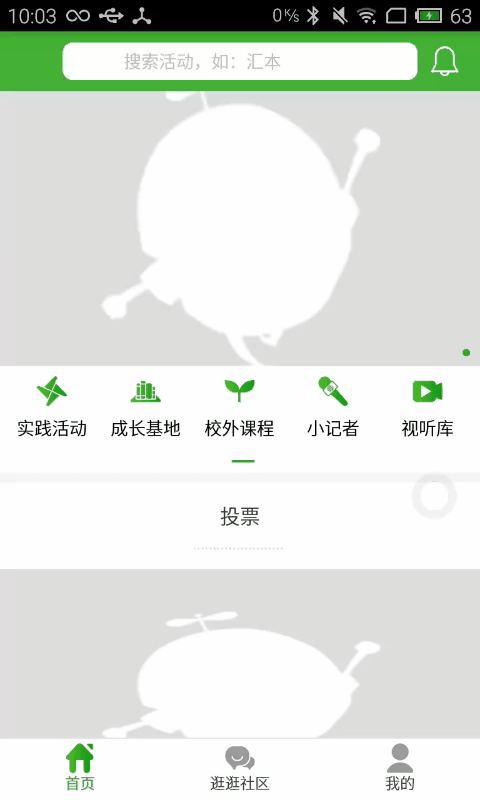 10:03 0 K/s 63
搜索活动，如：汇本
实践活动 成长基地 校外课程 小记者 视听库
投票
首页 逛逛社区 我的